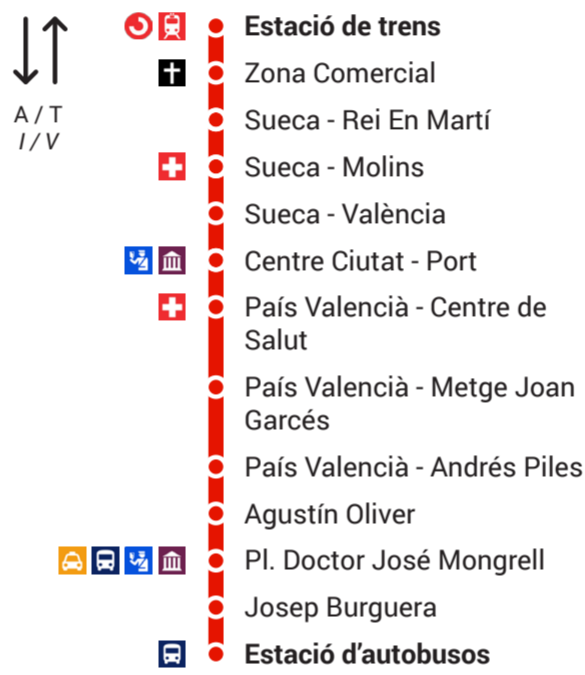 Estació de trens
Zona Comercial
A / T
I / V
Sueca - Rei En Martí
Sueca - Molins
Sueca - València
Centre Ciutat - Port
País Valencià - Centre de
Salut
País Valencià - Metge Joan
Garcés
País Valencià - Andrés Piles
Agustín Oliver
Pl. Doctor José Mongrell
Josep Burguera
Estació d’autobusos